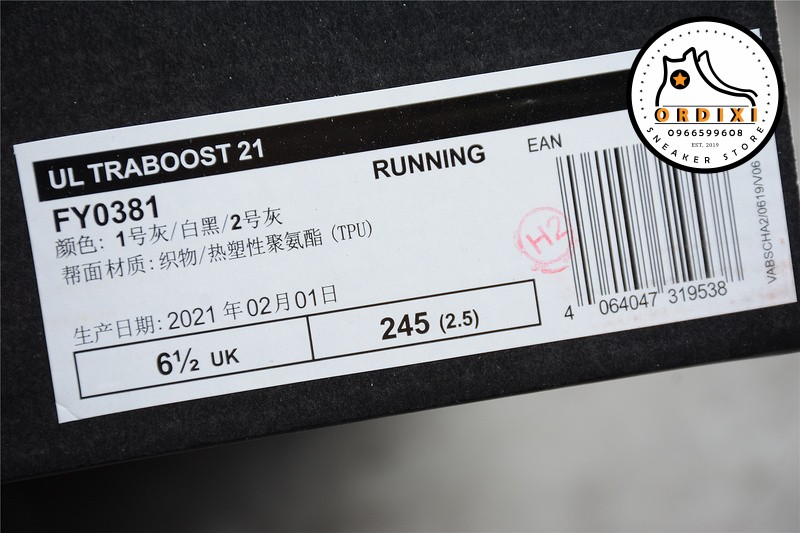 UL TRABOOST 21
RUNNING
EAN
FY0381
颜色: 1号灰/白黑/2号灰
帮面材质: 织物/热塑性聚氨酯 (TPU)
生产日期: 2021 年 02月 01日
6½ UK
245 (2.5)
H2
4 064047 319538
VABSCHA2/0619/V06
ORDIXI
0966599608
EST. 2019
SNEAKER STORE